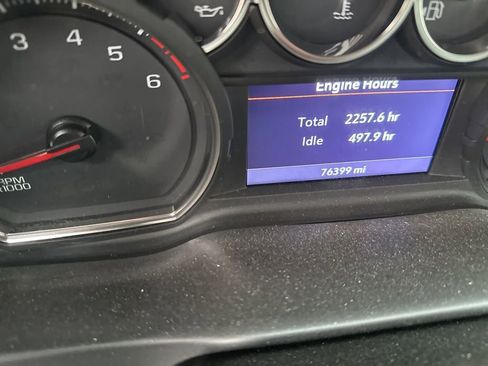 3
4
5
6
RPM
x1000
Engine Hours
Total 2257.6 hr
Idle 497.9 hr
76399 mi